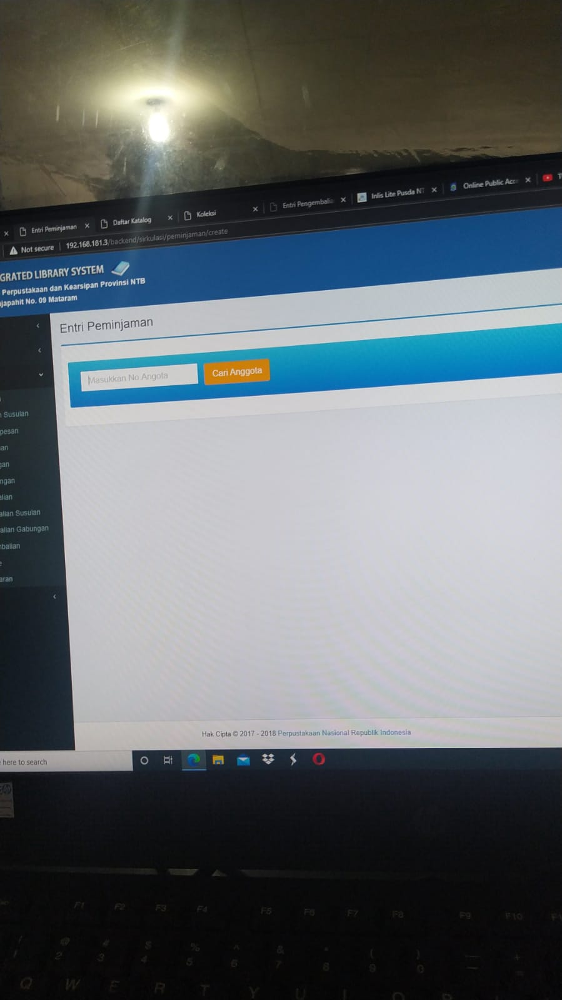 Entri Peminjaman
Daftar Katalog
Koleksi
Entri Pengembalia
Inlis Lite Pusda NT
Online Public Acc
Not secure
192.168.181.3/backend/sirkulasi/peminjaman/create
GRATED LIBRARY SYSTEM
Perpustakaan dan Kearsipan Provinsi NTB
japahit No. 09 Mataram
Entri Peminjaman
Masukkan No.Angota
Cari Anggota
Susulan
pesan
an
gan
ngan
alian
alian Susulan
alian Gabungan
balian
aran
Hak Cipta © 2017 - 2018 Perpustakaan Nasional Republik Indonesia
here to search
F1 F2 F3 F4 F5 F6 F7 F8 F9 F10
@ # $ % ^ & * ( )
2 3 4 5 6 7 8 9 0
Q W E R T Y U